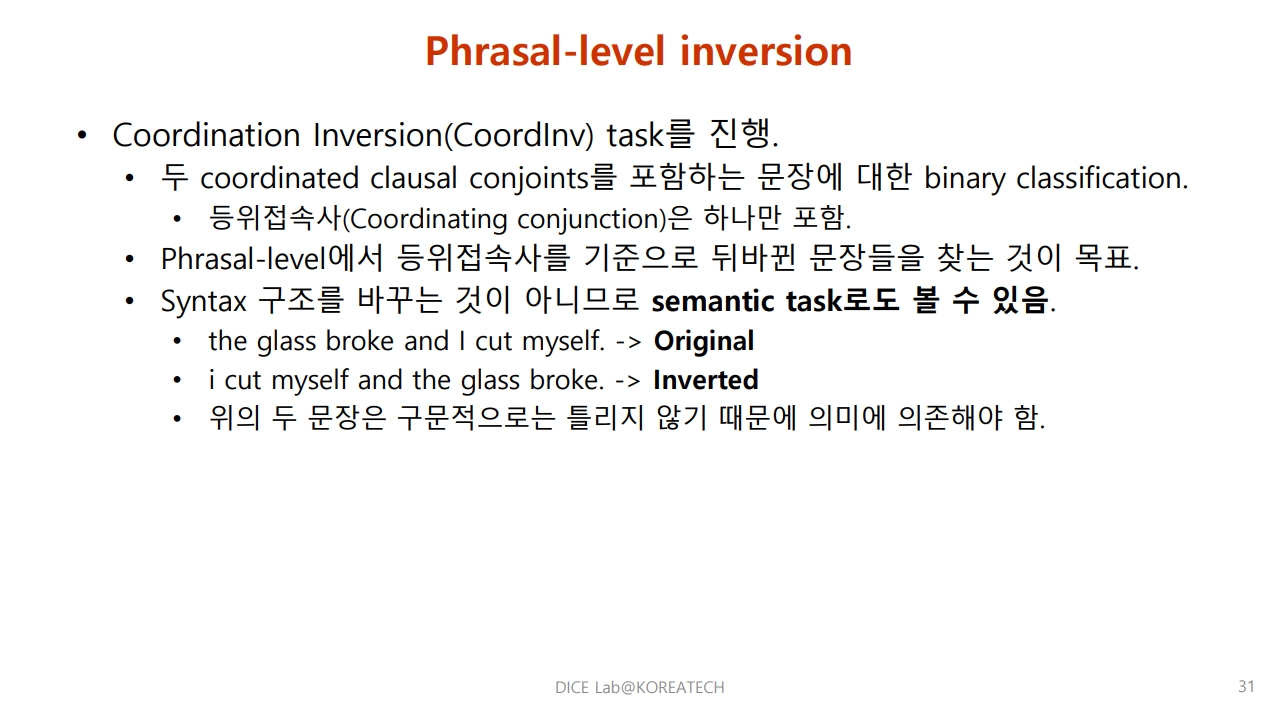 Phrasal-level inversion
• Coordination Inversion(CoordInv) task를 진행.
• 두 coordinated clausal conjoints를 포함하는 문장에 대한 binary classification.
• 등위접속사(Coordinating conjunction)은 하나만 포함.
• Phrasal-level에서 등위접속사를 기준으로 뒤바뀐 문장들을 찾는 것이 목표.
• Syntax 구조를 바꾸는 것이 아니므로 semantic task로도 볼 수 있음.
• the glass broke and I cut myself. -> Original
• i cut myself and the glass broke. -> Inverted
• 위의 두 문장은 구문적으로는 틀리지 않기 때문에 의미에 의존해야 함.
DICE Lab@KOREATECH
31